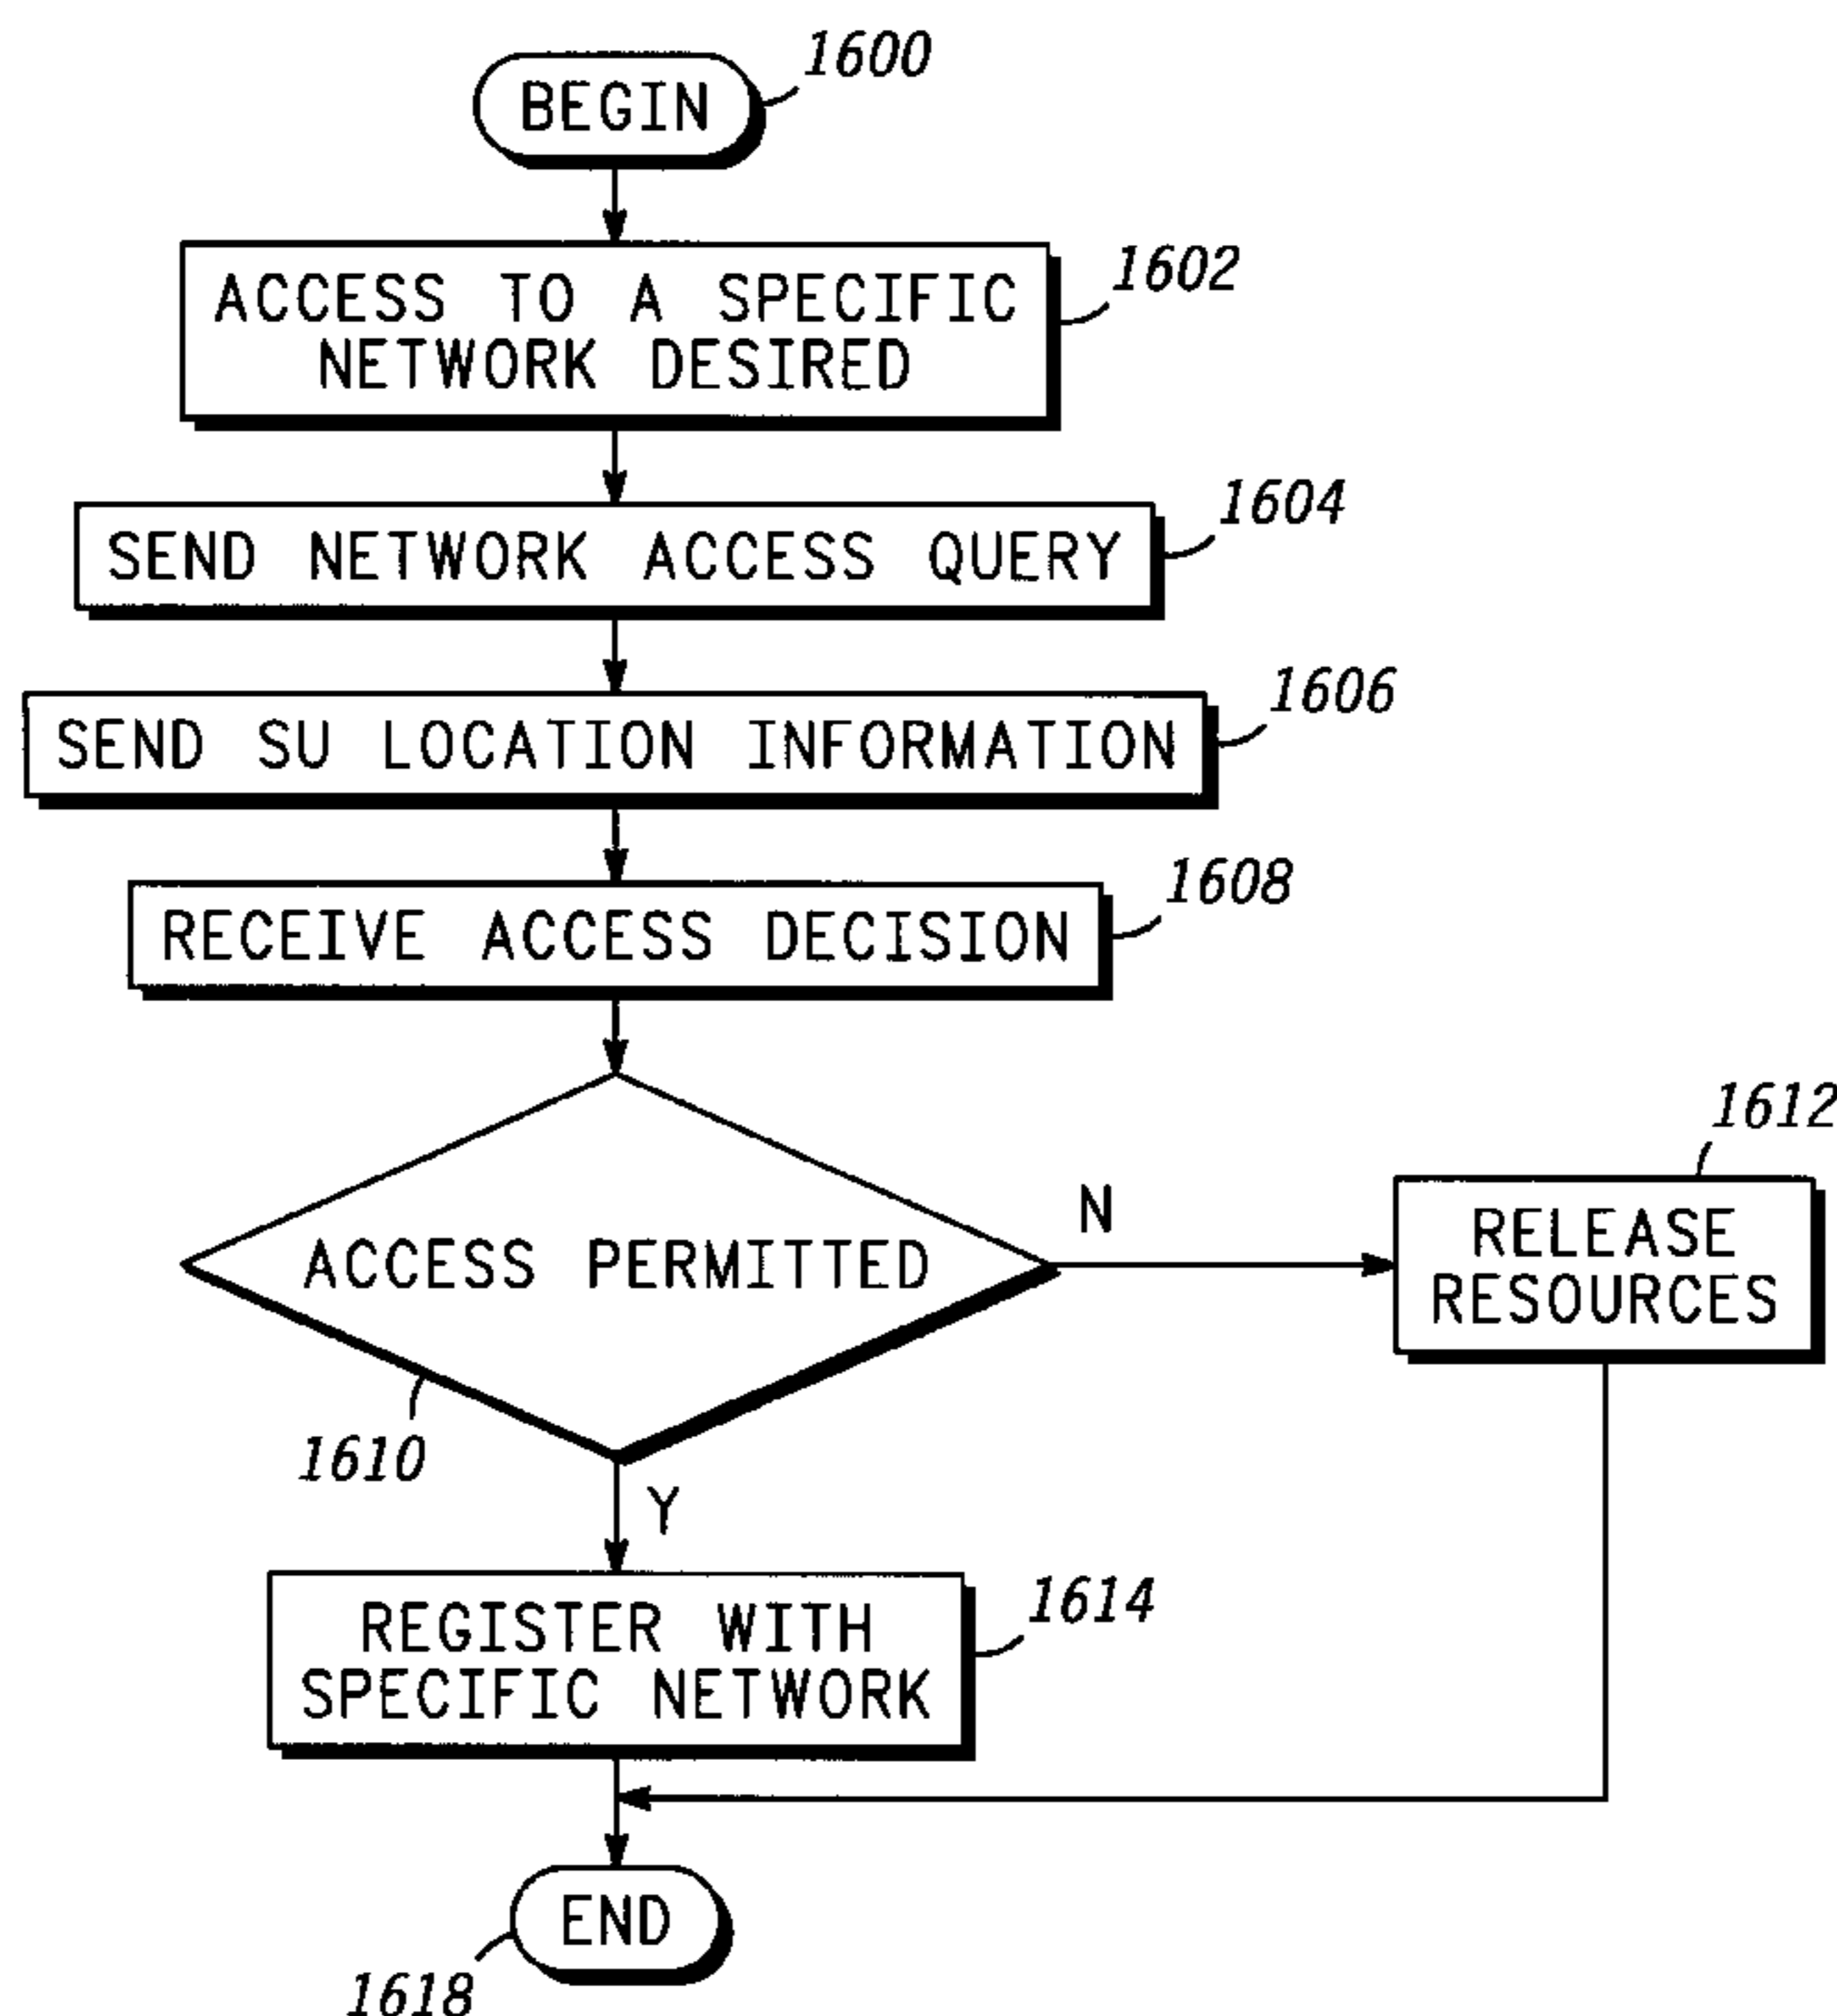 1600
BEGIN
1602
ACCESS TO A SPECIFIC
NETWORK DESIRED
1604
SEND NETWORK ACCESS QUERY
1606
SEND SU LOCATION INFORMATION
1608
RECEIVE ACCESS DECISION
1612
N
RELEASE
RESOURCES
ACCESS PERMITTED
1610
Y
1614
REGISTER WITH
SPECIFIC NETWORK
END
1618